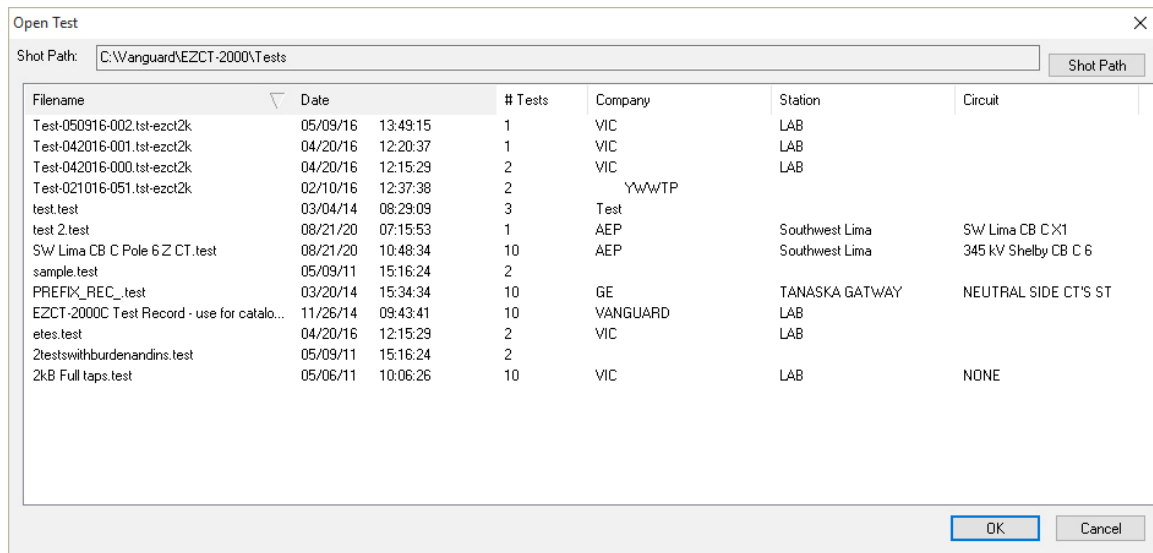 Open Test
Shot Path: C:\Vanguard\EZCT-2000\Tests Shot Path
Filename Date # Tests Company Station Circuit
Test-050916-002.tst-ezct2k 05/09/16 13:49:15 1 VIC LAB
Test-042016-001.tst-ezct2k 04/20/16 12:20:37 1 VIC LAB
Test-042016-000.tst-ezct2k 04/20/16 12:15:29 2 VIC LAB
Test-021016-051.tst-ezct2k 02/10/16 12:37:38 2 YWWTP
test.test 03/04/14 08:29:09 3 Test
test 2.test 08/21/20 07:15:53 1 AEP Southwest Lima SW Lima CB C X1
SW Lima CB C Pole 6 Z CT.test 08/21/20 10:48:34 10 AEP Southwest Lima 345 kV Shelby CB C 6
sample.test 05/09/11 15:16:24 2
PREFIX_REC_.test 03/20/14 15:34:34 10 GE TANASKA GATWAY NEUTRAL SIDE CT'S ST
EZCT-2000C Test Record - use for catalo... 11/26/14 09:43:41 10 VANGUARD LAB
etes.test 04/20/16 12:15:29 2 VIC LAB
2testswithburdenandins.test 05/09/11 15:16:24 2
2kB Full taps.test 05/06/11 10:06:26 10 VIC LAB NONE
OK Cancel